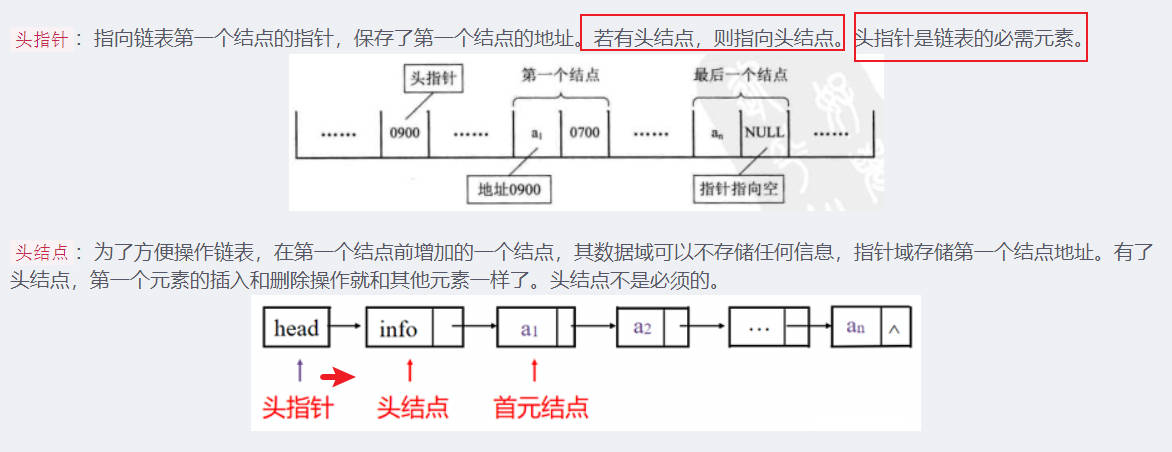 头指针：指向链表第一个结点的指针，保存了第一个结点的地址。若有头结点，则指向头结点。头指针是链表的必需元素。
头指针 第一个结点 最后一个结点
…… 0900 …… a₁ 0700 …… aₙ NULL ……
地址0900 指针指向空
头结点：为了方便操作链表，在第一个结点前增加的一个结点，其数据域可以不存储任何信息，指针域存储第一个结点地址。有了
头结点，第一个元素的插入和删除操作就和其他元素一样了。头结点不是必须的。
head info a1 a2 … an ∧
头指针 头结点 首元结点